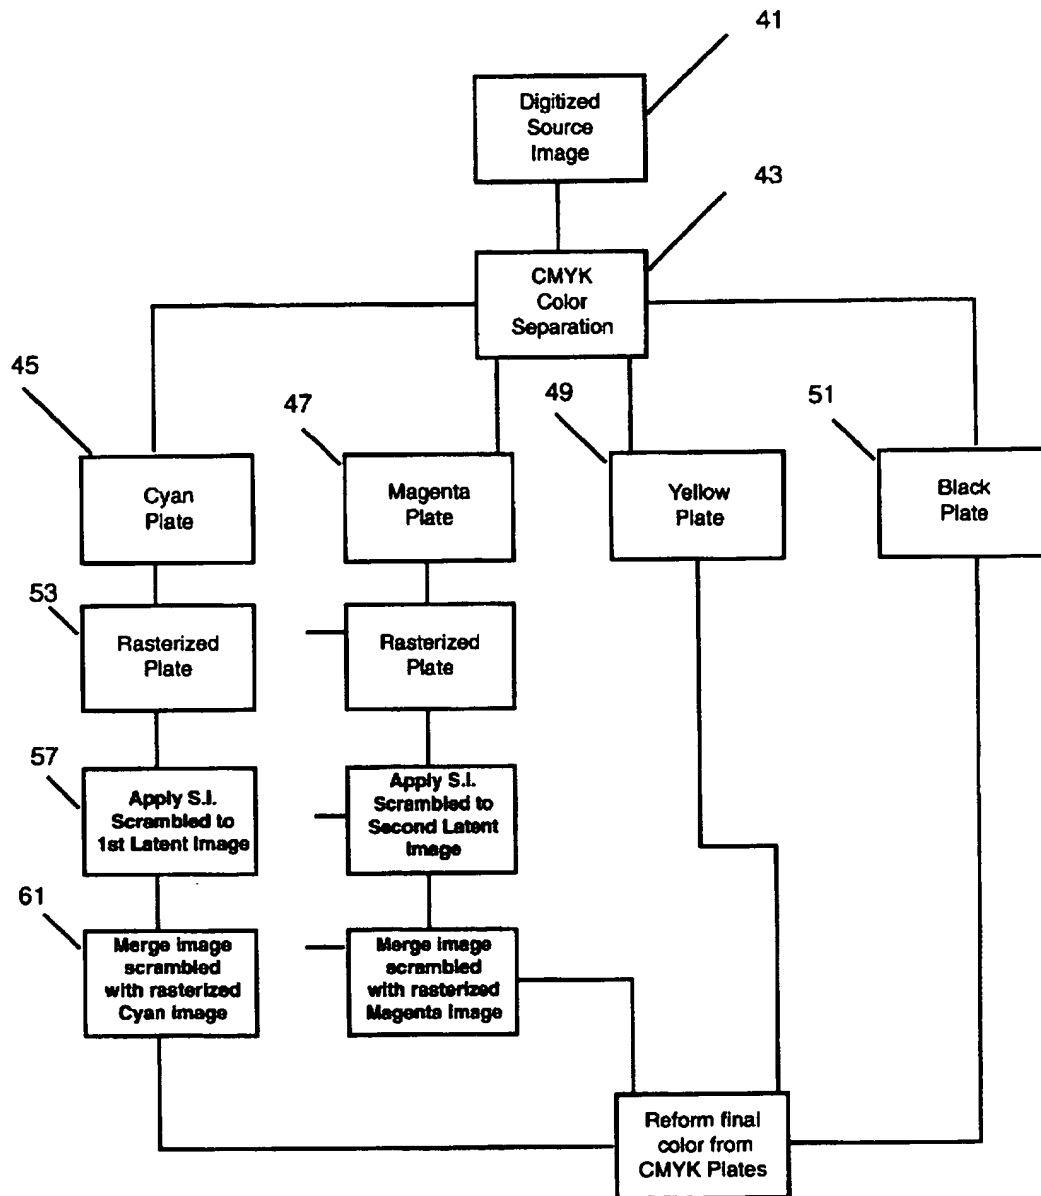 41
Digitized
Source
Image
43
CMYK
Color
Separation
45
47
49
51
Cyan
Plate
Magenta
Plate
Yellow
Plate
Black
Plate
53
Rasterized
Plate
Rasterized
Plate
57
Apply S.I.
Scrambled to
1st Latent Image
Apply S.I.
Scrambled to
Second Latent
Image
61
Merge image
scrambled
with rasterized
Cyan image
Merge image
scrambled
with rasterized
Magenta image
Reform final
color from
CMYK Plates